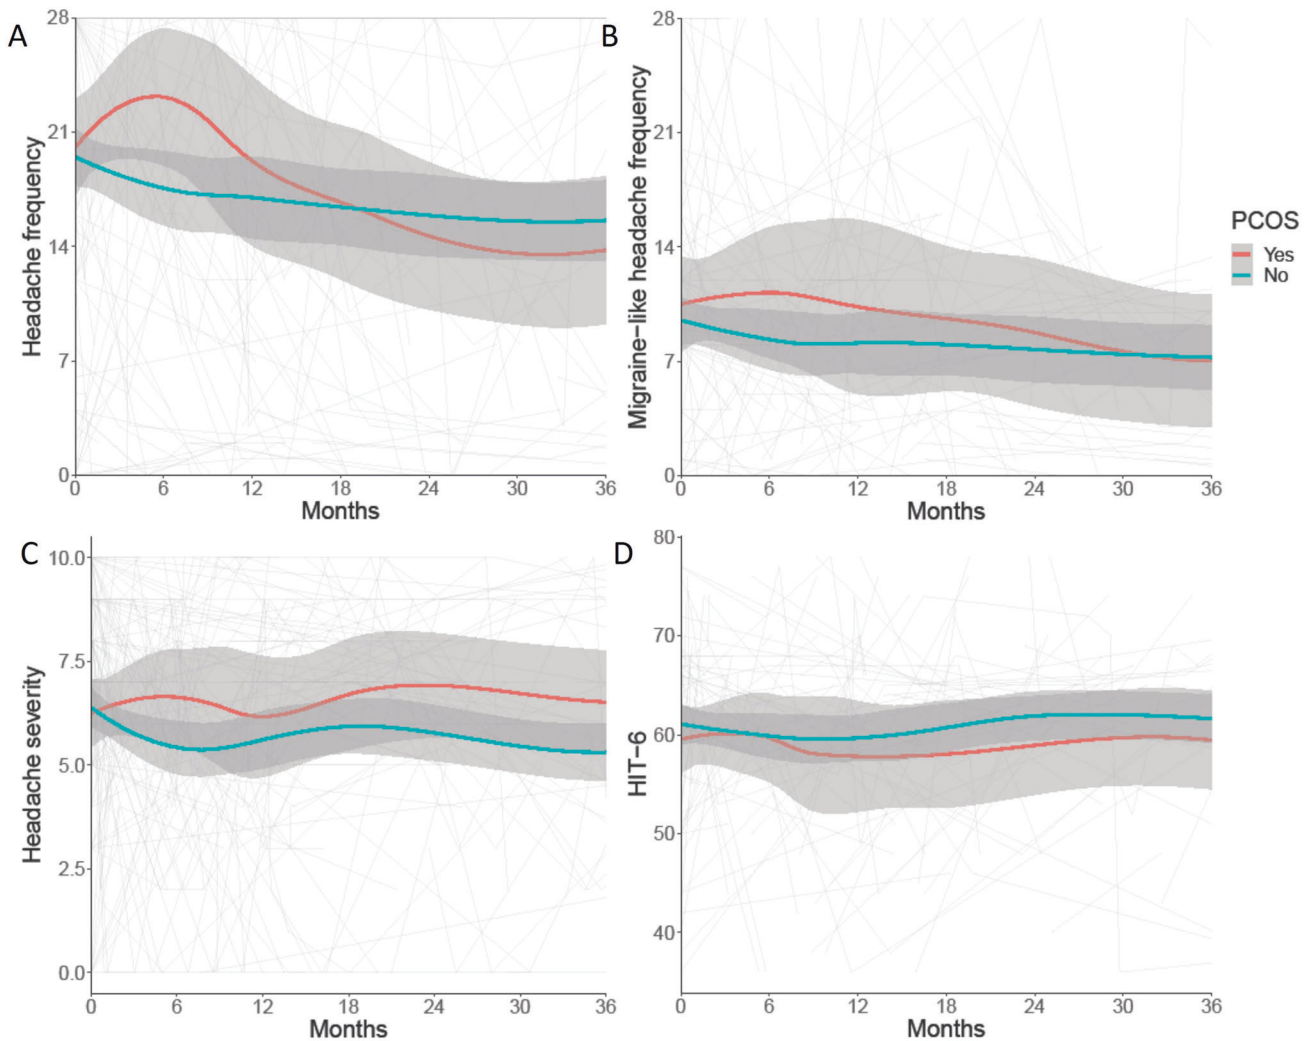 A
Headache frequency
28
21
14
7
0
0 6 12 18 24 30 36
Months
B
Migraine−like headache frequency
28
21
14
7
0
0 6 12 18 24 30 36
Months
PCOS
Yes
No
C
Headache severity
10.0
7.5
5.0
2.5
0.0
0 6 12 18 24 30 36
Months
D
HIT−6
80
70
60
50
40
0 6 12 18 24 30 36
Months